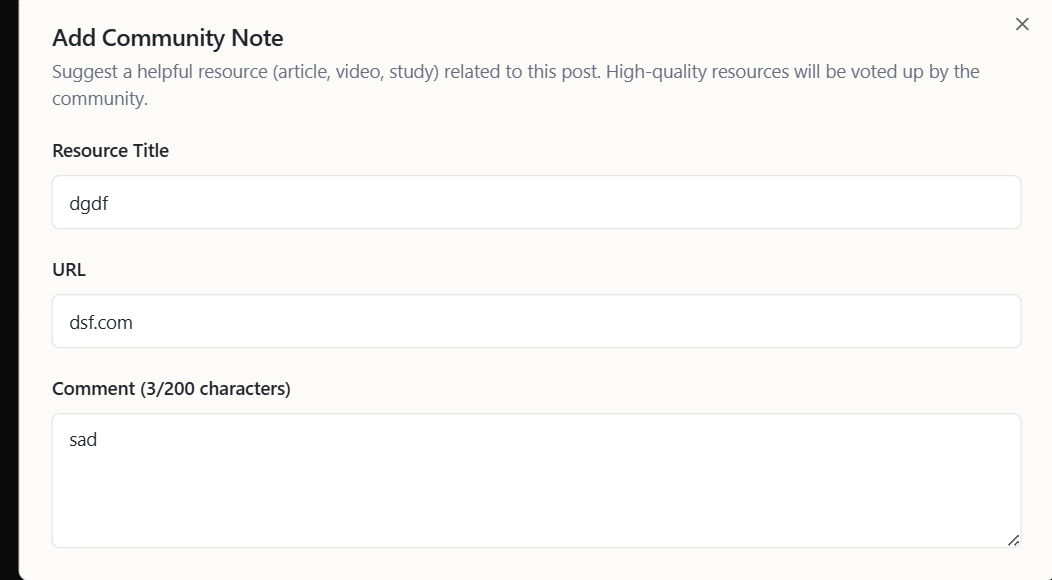 Add Community Note
Suggest a helpful resource (article, video, study) related to this post. High-quality resources will be voted up by the
community.
Resource Title
dgdf
URL
dsf.com
Comment (3/200 characters)
sad